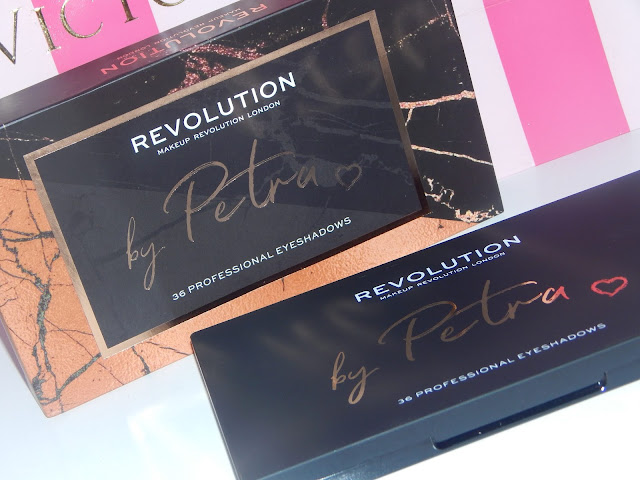 VICTO
REVOLUTION
REVOLUTION
MAKEUP REVOLUTION LONDON
by Petra
36 PROFESSIONAL EYESHADOWS
REVOLUTION
MAKEUP REVOLUTION LONDON
by Petra
36 PROFESSIONAL EYESHADOWS